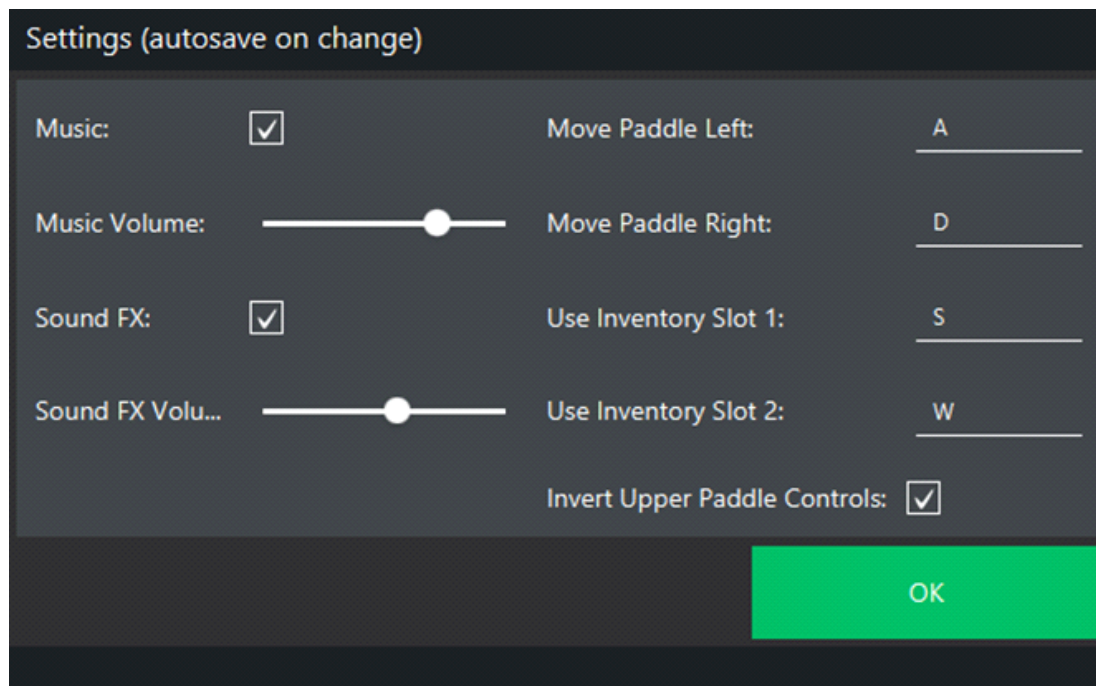 Settings (autosave on change)
Music:
Move Paddle Left: A
Music Volume:
Move Paddle Right: D
Sound FX:
Use Inventory Slot 1: S
Sound FX Volu...
Use Inventory Slot 2: W
Invert Upper Paddle Controls:
OK